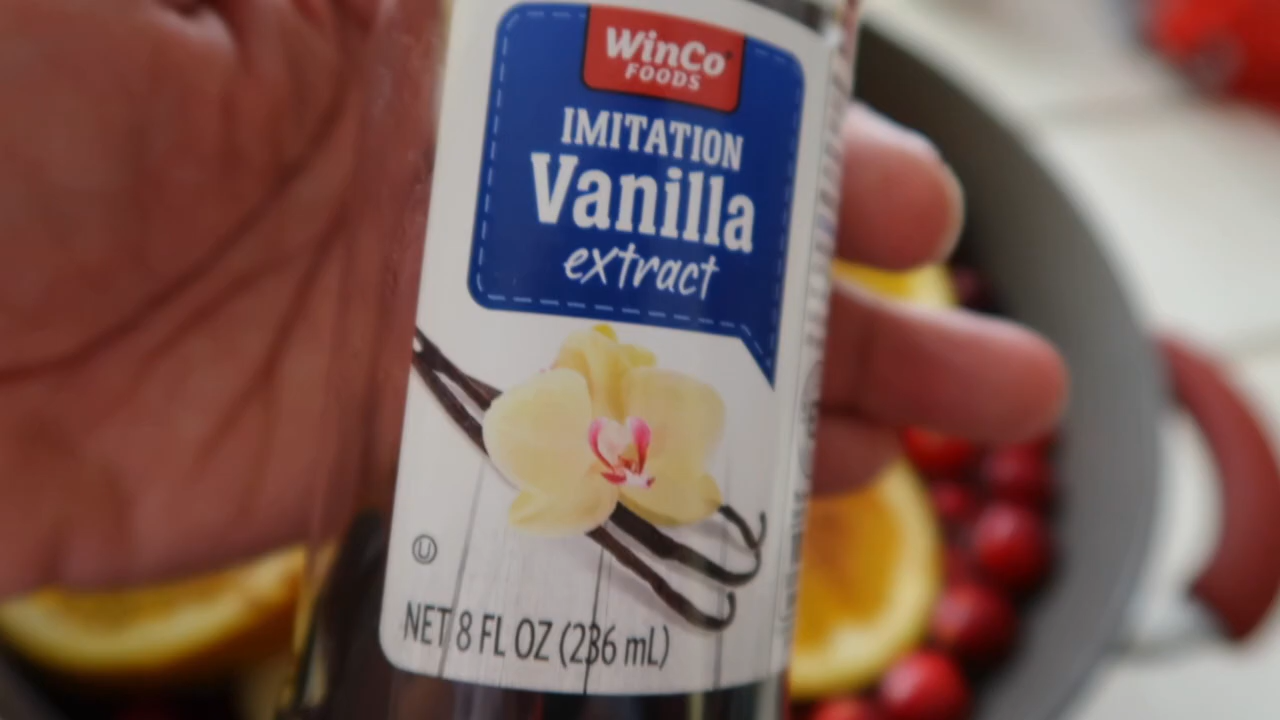 WinCo
FOODS
IMITATION
Vanilla
extract
U
NET 8 FL OZ (236 mL)